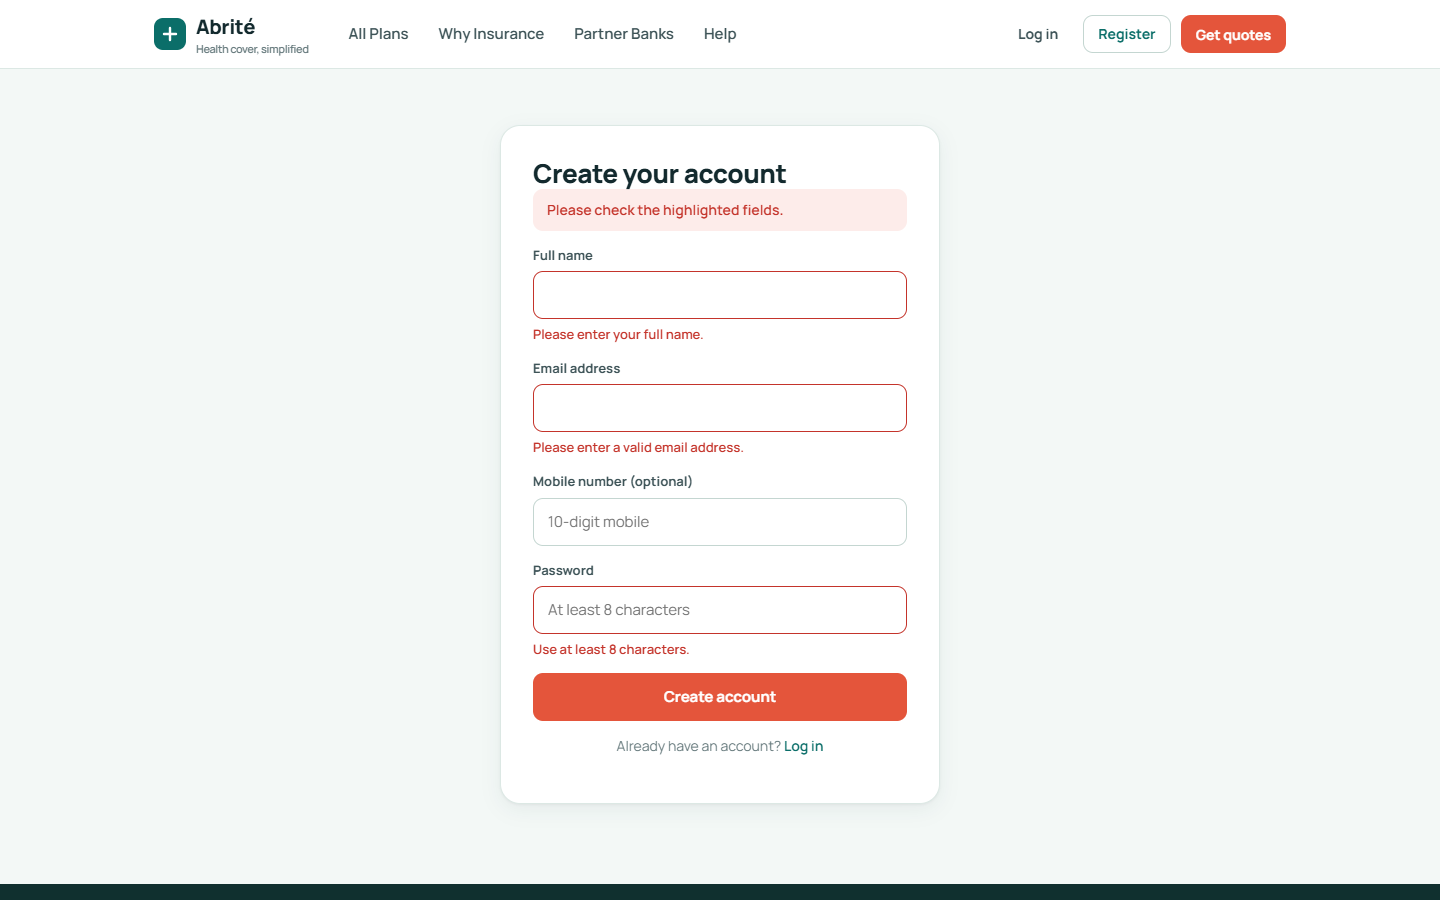 Abrité
Health cover, simplified
All Plans
Why Insurance
Partner Banks
Help
Log in
Register
Get quotes
Create your account
Please check the highlighted fields.
Full name
Please enter your full name.
Email address
Please enter a valid email address.
Mobile number (optional)
10-digit mobile
Password
At least 8 characters
Use at least 8 characters.
Create account
Already have an account? Log in